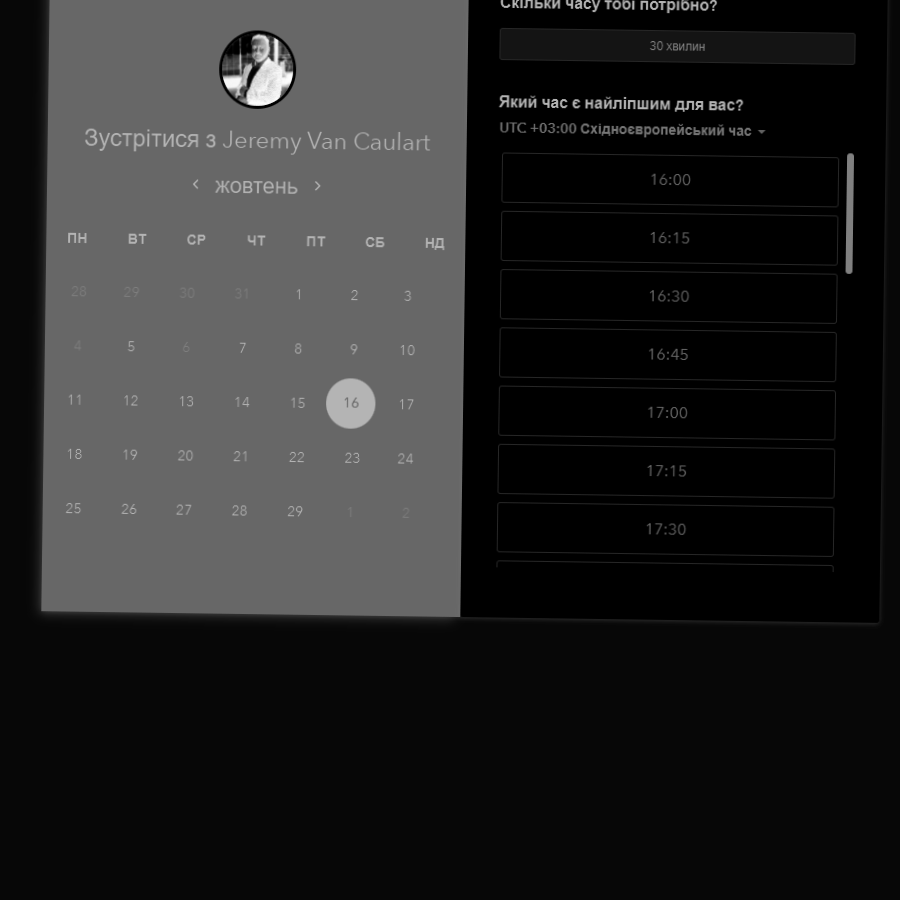 Зустрітися з Jeremy Van Caulart
‹ жовтень ›
ПН ВТ СР ЧТ ПТ СБ НД
28 29 30 31 1 2 3
4 5 6 7 8 9 10
11 12 13 14 15 16 17
18 19 20 21 22 23 24
25 26 27 28 29 1 2
Скільки часу тобі потрібно?
30 хвилин
Який час є найліпшим для вас?
UTC +03:00 Східноєвропейський час
16:00
16:15
16:30
16:45
17:00
17:15
17:30